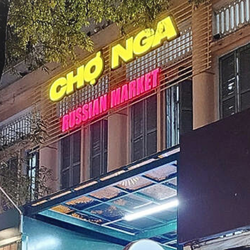 CHỢ NGA
RUSSIAN MARKET